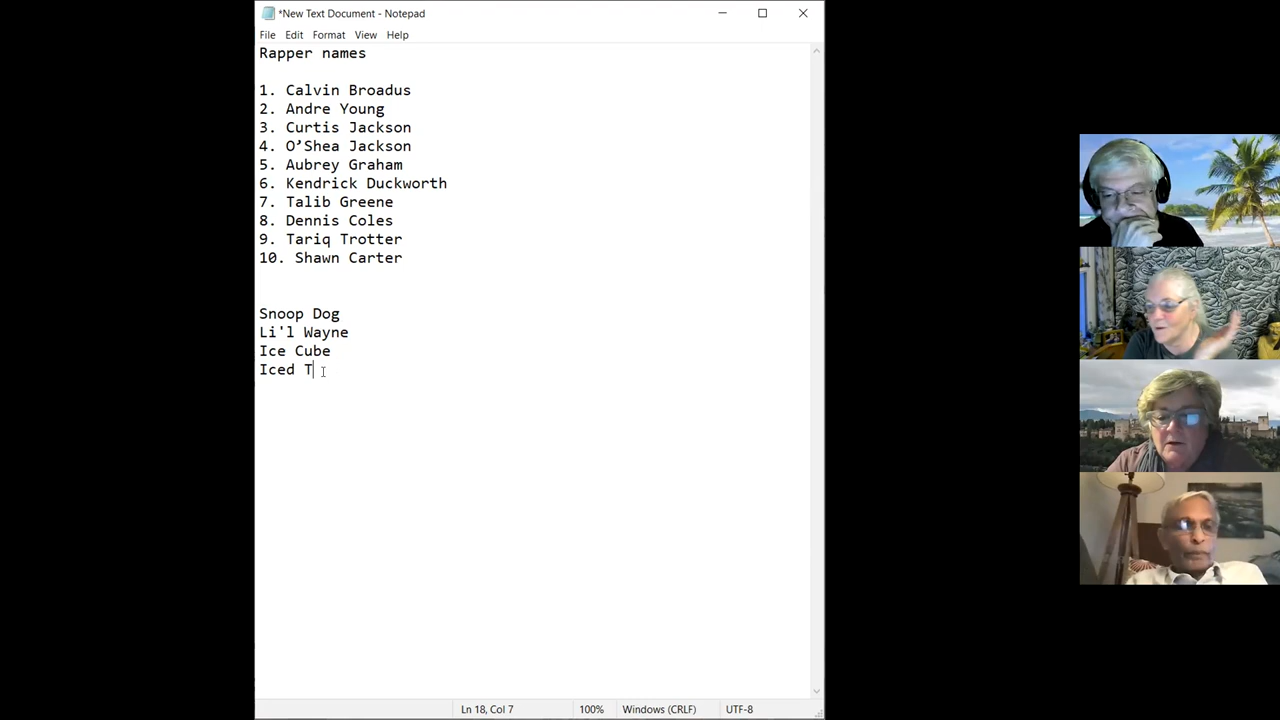 *New Text Document - Notepad
File Edit Format View Help
Rapper names
1. Calvin Broadus
2. Andre Young
3. Curtis Jackson
4. O’Shea Jackson
5. Aubrey Graham
6. Kendrick Duckworth
7. Talib Greene
8. Dennis Coles
9. Tariq Trotter
10. Shawn Carter
Snoop Dog
Li'l Wayne
Ice Cube
Iced T
Ln 18, Col 7 100% Windows (CRLF) UTF-8